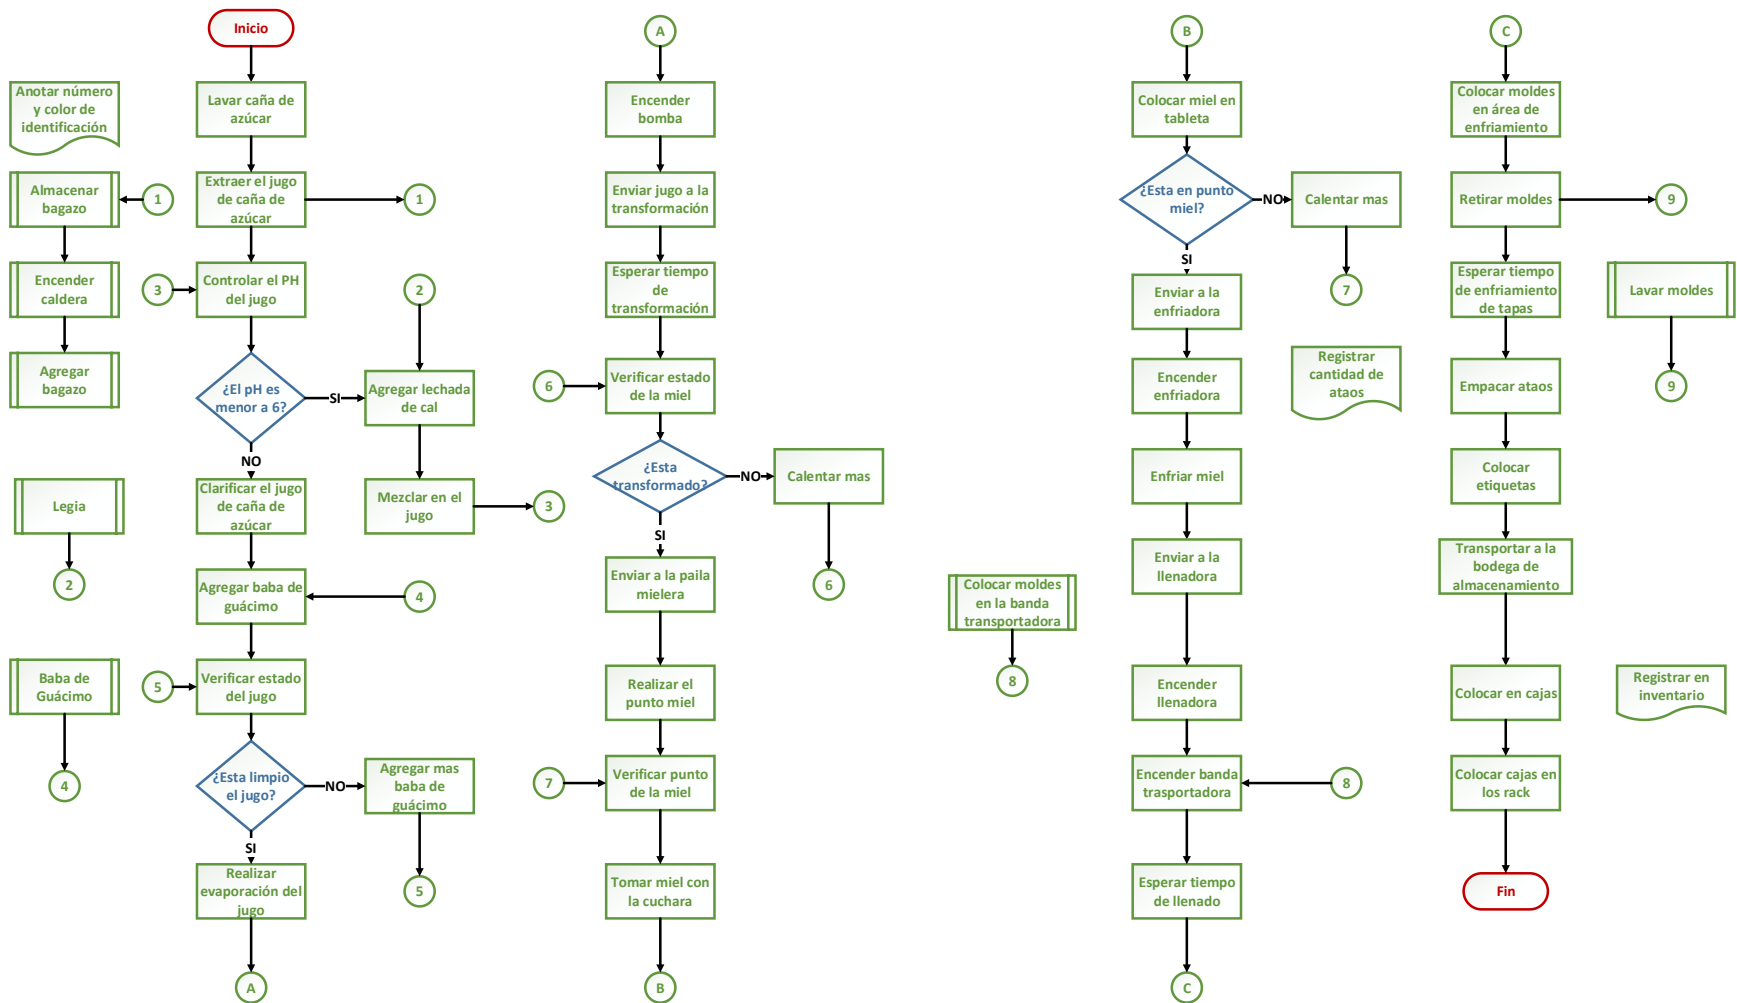 Inicio
Anotar número
y color de
identificación
Lavar caña de
azúcar
Almacenar
bagazo
1
Extraer el jugo
de caña de
azúcar
1
Encender
caldera
3
Controlar el PH
del jugo
2
Agregar
bagazo
¿El pH es
menor a 6?
SI
Agregar lechada
de cal
NO
Legia
Clarificar el jugo
de caña de
azúcar
Mezclar en el
jugo
3
2
Agregar baba de
guácimo
4
Baba de
Guácimo
5
Verificar estado
del jugo
4
¿Esta limpio
el jugo?
NO
Agregar mas
baba de
guácimo
SI
Realizar
evaporación del
jugo
5
A
A
Encender
bomba
Enviar jugo a la
transformación
Esperar tiempo
de
transformación
6
Verificar estado
de la miel
¿Esta
transformado?
NO
Calentar mas
SI
6
Enviar a la paila
mielera
Realizar el
punto miel
7
Verificar punto
de la miel
Tomar miel con
la cuchara
B
B
Colocar miel en
tableta
¿Esta en punto
miel?
NO
Calentar mas
SI
7
Enviar a la
enfriadora
Encender
enfriadora
Registrar
cantidad de
ataos
Enfriar miel
Enviar a la
llenadora
Colocar moldes
en la banda
transportadora
8
Encender
llenadora
Encender banda
trasportadora
8
Esperar tiempo
de llenado
C
C
Colocar moldes
en área de
enfriamiento
Retirar moldes
9
Esperar tiempo
de enfriamiento
de tapas
Lavar moldes
Empacar ataos
9
Colocar
etiquetas
Transportar a la
bodega de
almacenamiento
Colocar en cajas
Registrar en
inventario
Colocar cajas en
los rack
Fin